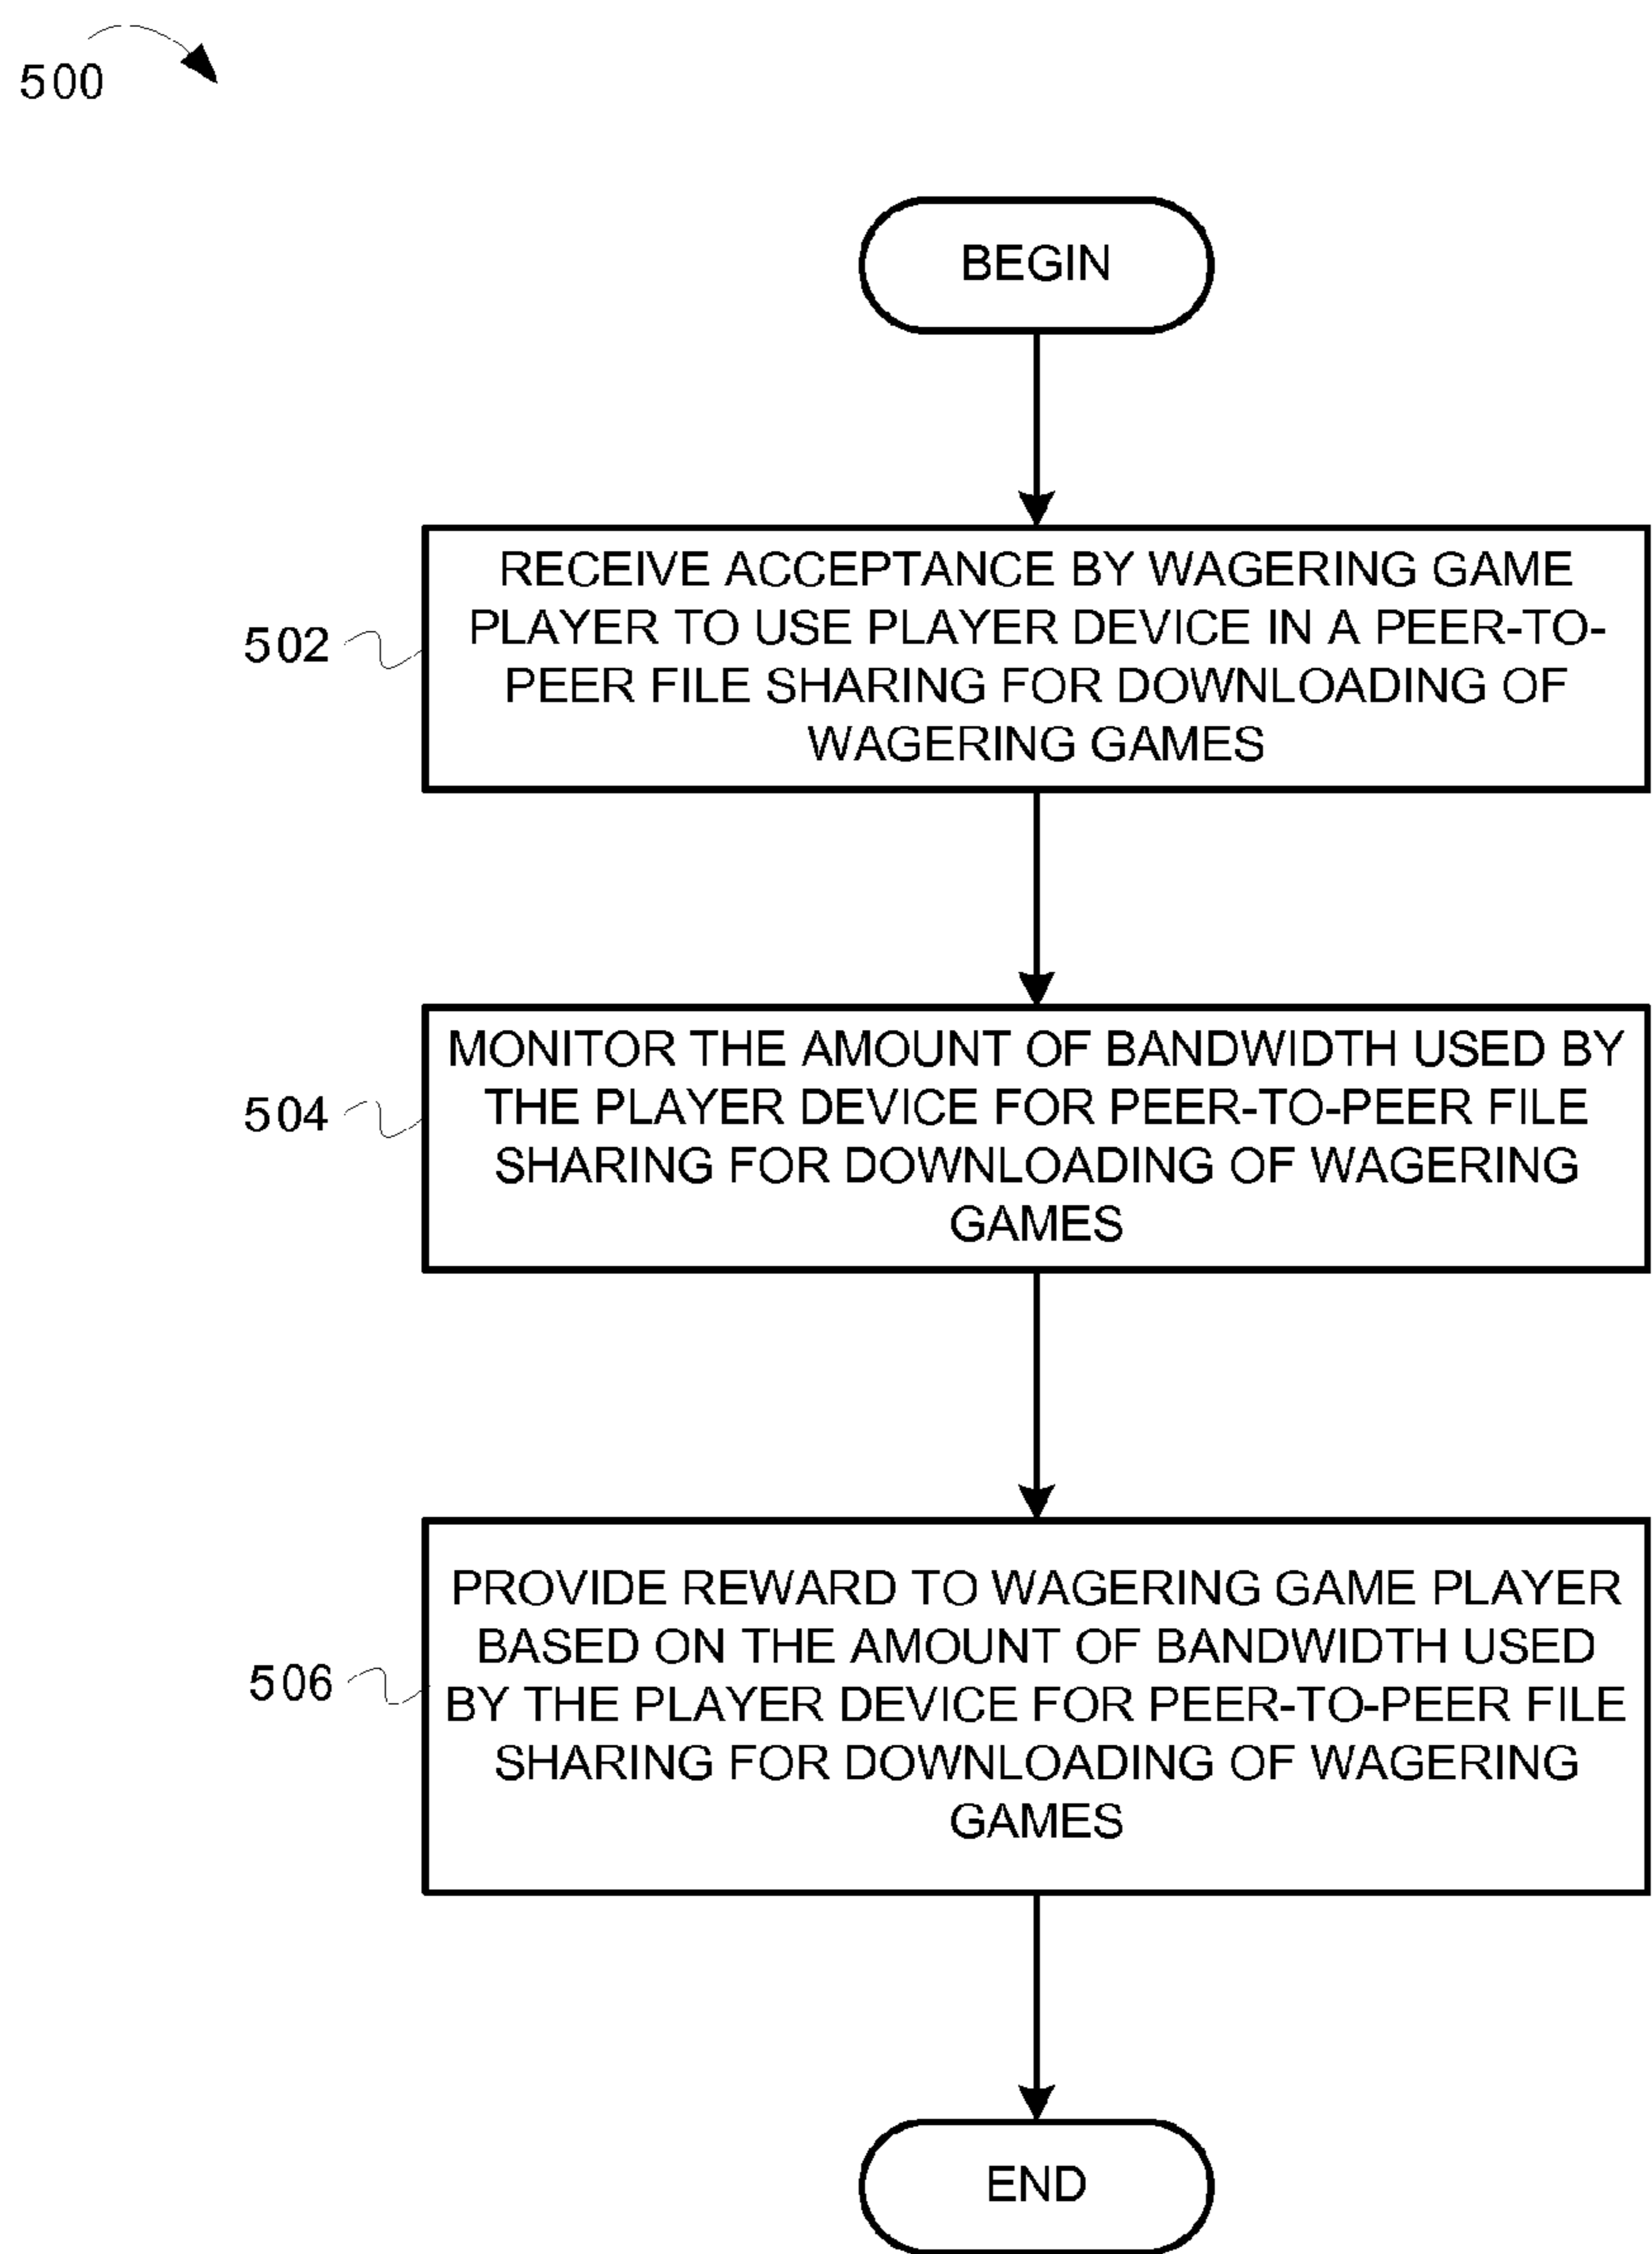 500
BEGIN
502
RECEIVE ACCEPTANCE BY WAGERING GAME
PLAYER TO USE PLAYER DEVICE IN A PEER-TO-
PEER FILE SHARING FOR DOWNLOADING OF
WAGERING GAMES
504
MONITOR THE AMOUNT OF BANDWIDTH USED BY
THE PLAYER DEVICE FOR PEER-TO-PEER FILE
SHARING FOR DOWNLOADING OF WAGERING
GAMES
506
PROVIDE REWARD TO WAGERING GAME PLAYER
BASED ON THE AMOUNT OF BANDWIDTH USED
BY THE PLAYER DEVICE FOR PEER-TO-PEER FILE
SHARING FOR DOWNLOADING OF WAGERING
GAMES
END